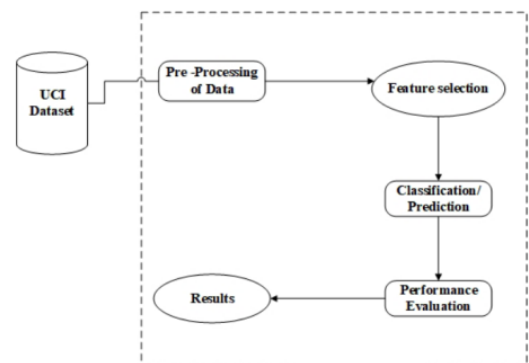 UCI
Dataset
Pre -Processing
of Data
Feature selection
Classification/
Prediction
Performance
Evaluation
Results